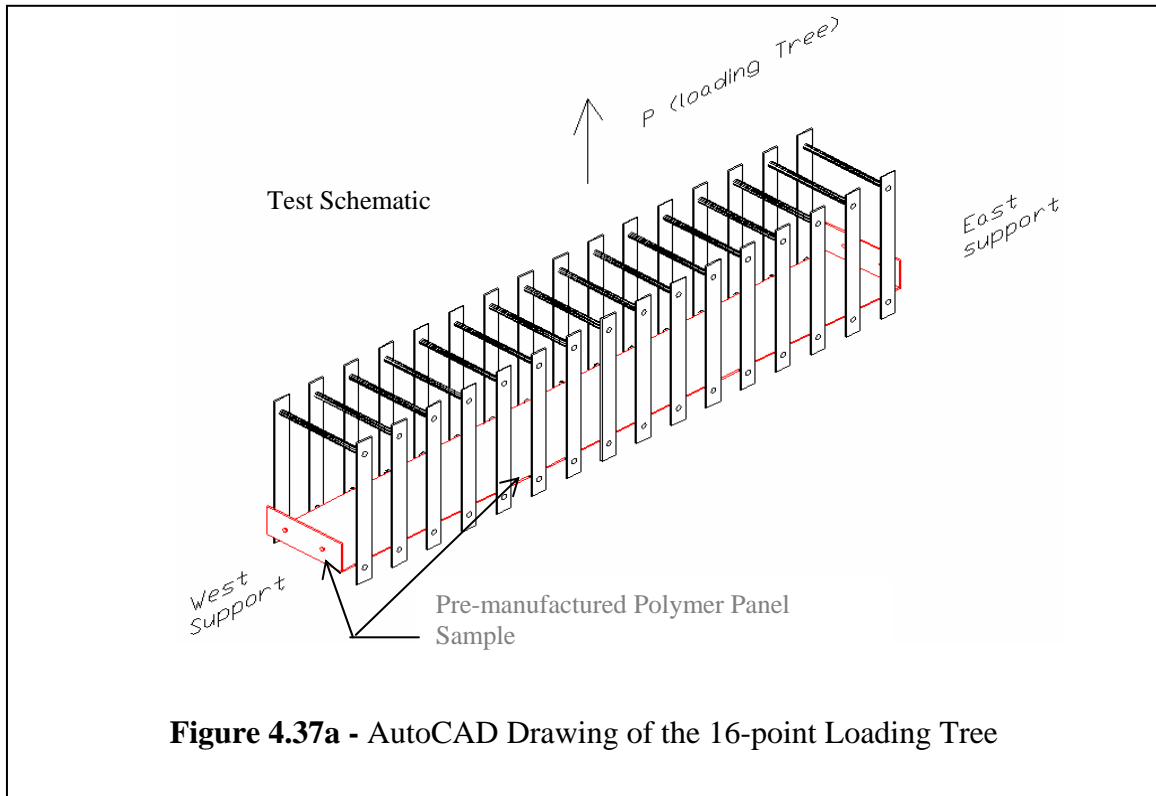 P (loading Tree)
Test Schematic
East
support
West
Support
Pre-manufactured Polymer Panel
Sample
Figure 4.37a - AutoCAD Drawing of the 16-point Loading Tree